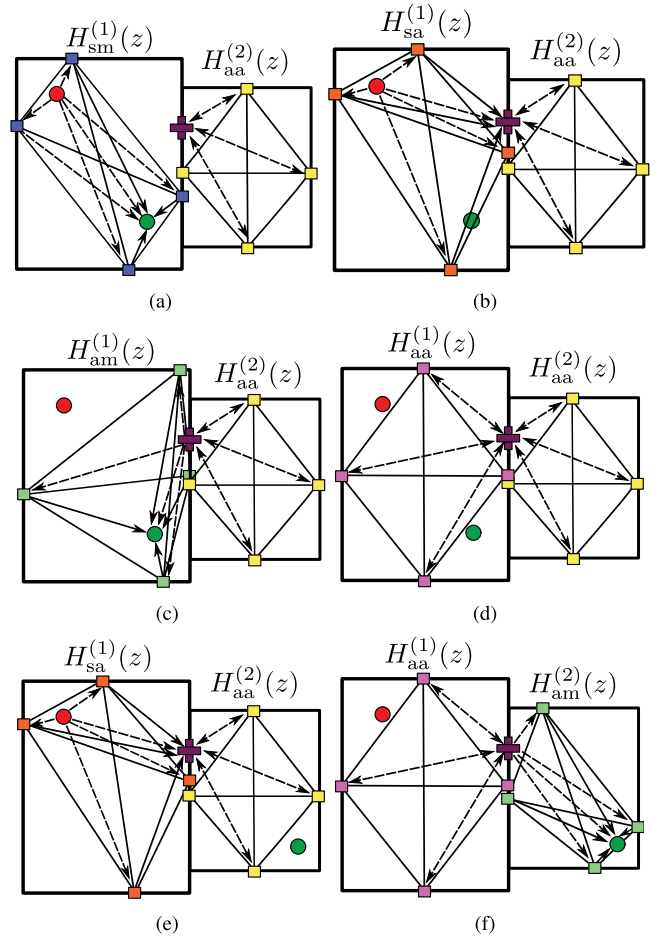 H_sm^(1)(z)
H_aa^(2)(z)
(a)
H_sa^(1)(z)
H_aa^(2)(z)
(b)
H_am^(1)(z)
H_aa^(2)(z)
(c)
H_aa^(1)(z)
H_aa^(2)(z)
(d)
H_sa^(1)(z)
H_aa^(2)(z)
(e)
H_aa^(1)(z)
H_am^(2)(z)
(f)